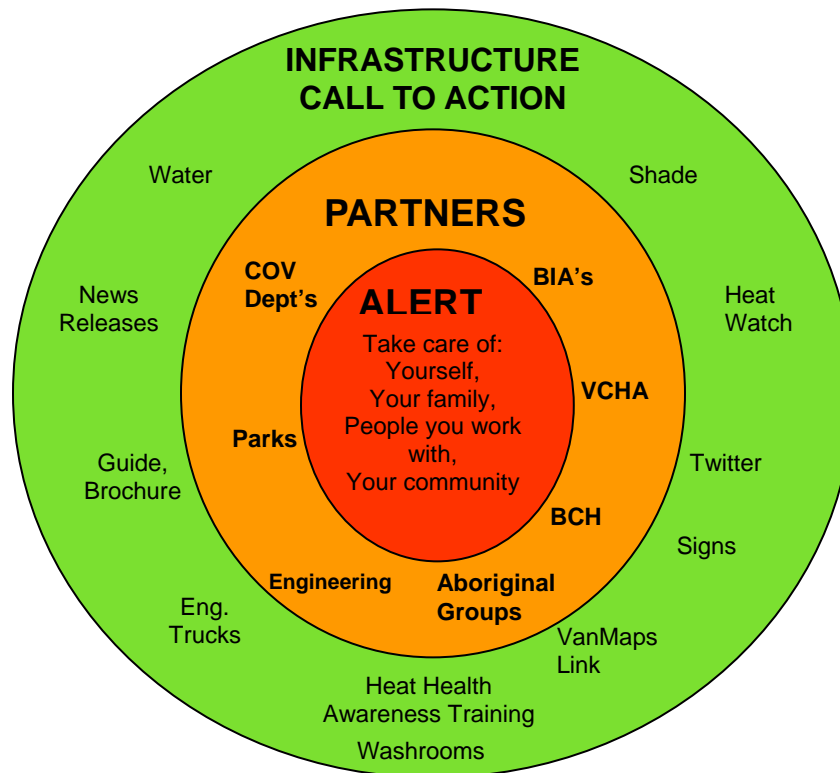 INFRASTRUCTURE
CALL TO ACTION
Water
Shade
PARTNERS
COV
Dept's
BIA's
News
Releases
Heat
Watch
ALERT
Take care of:
Yourself,
Your family,
People you work
with,
Your community
VCHA
Parks
Guide,
Brochure
Twitter
BCH
Signs
Engineering
Aboriginal
Groups
Eng.
Trucks
VanMaps
Link
Heat Health
Awareness Training
Washrooms